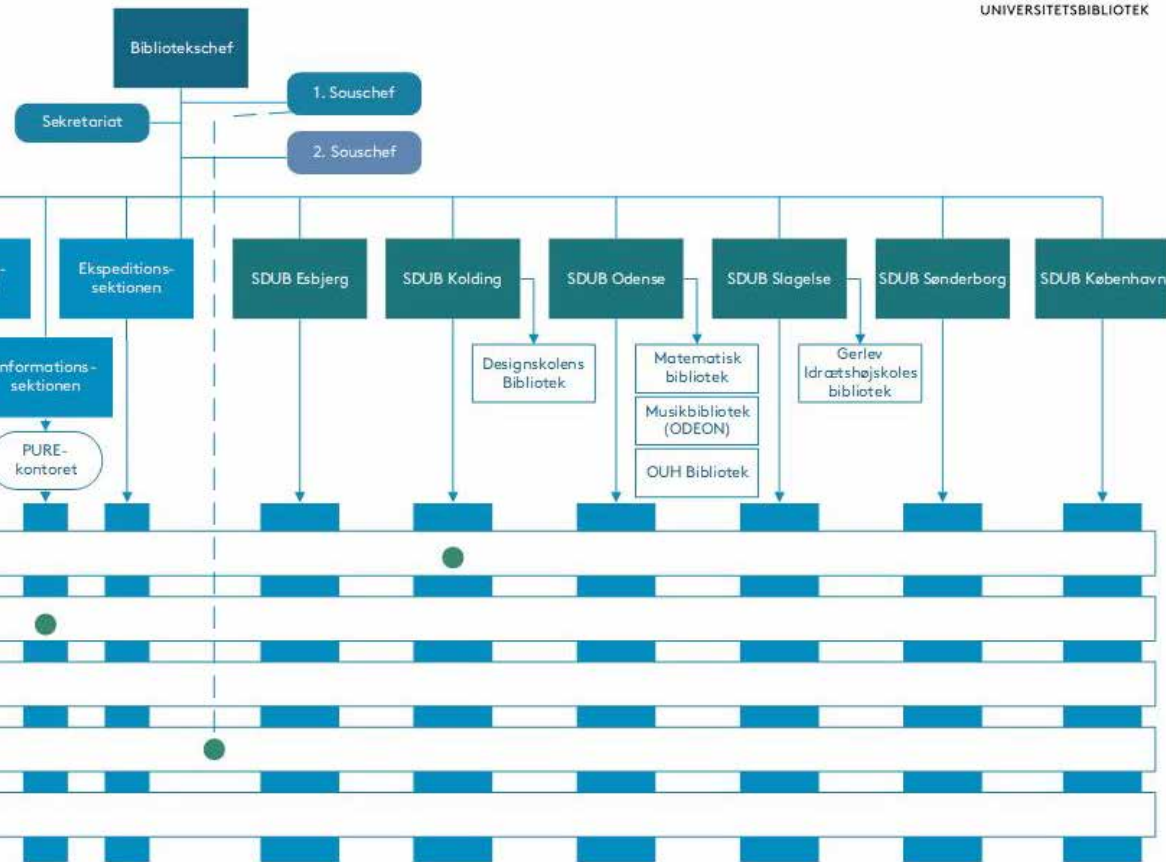 UNIVERSITETSBIBLIOTEK
Bibliotekschef
1. Souschef
Sekretariat
2. Souschef
-
Ekspeditions-
sektionen
SDUB Esbjerg
SDUB Kolding
SDUB Odense
SDUB Slagelse
SDUB Sønderborg
SDUB København
nformations-
sektionen
Designskolens
Bibliotek
Matematisk
bibliotek
Gerlev
Idrætshøjskoles
bibliotek
Musikbibliotek
(ODEON)
PURE-
kontoret
OUH Bibliotek